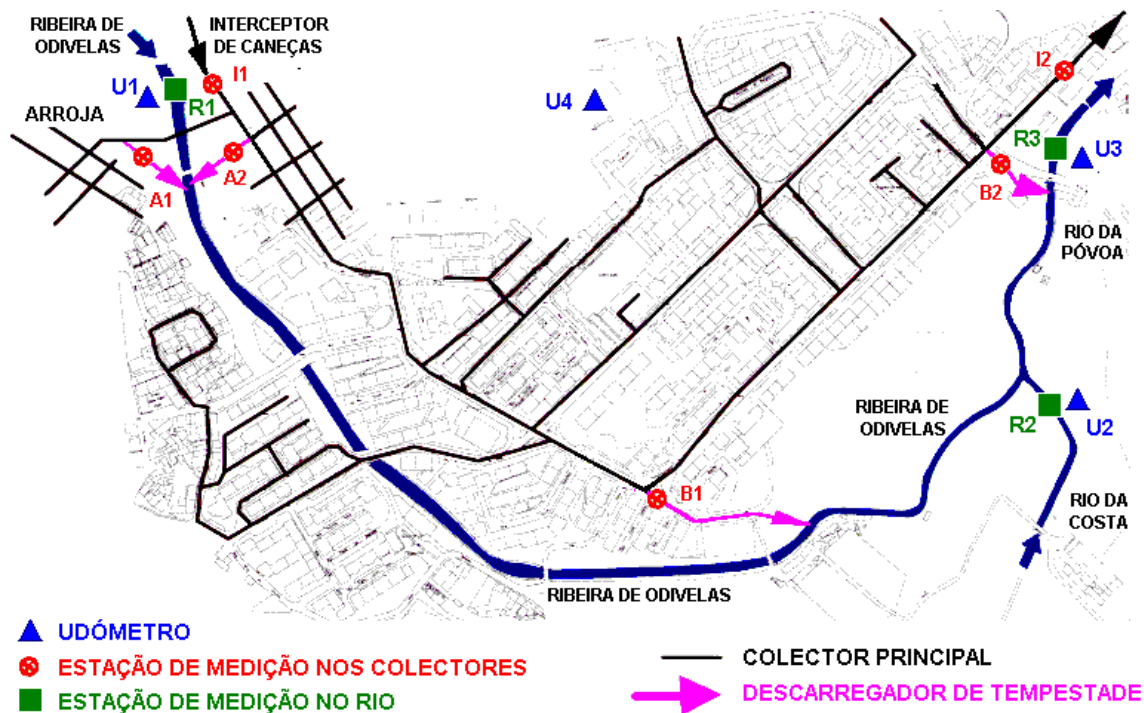 RIBEIRA DE
ODIVELAS
INTERCEPTOR
DE CANEÇAS
I1
U1
R1
ARROJA
A1
A2
U4
I2
R3
U3
B2
RIO DA
PÓVOA
RIBEIRA DE
ODIVELAS
R2
U2
B1
RIO DA
COSTA
RIBEIRA DE ODIVELAS
UDÓMETRO
ESTAÇÃO DE MEDIÇÃO NOS COLECTORES
ESTAÇÃO DE MEDIÇÃO NO RIO
COLECTOR PRINCIPAL
DESCARREGADOR DE TEMPESTADE